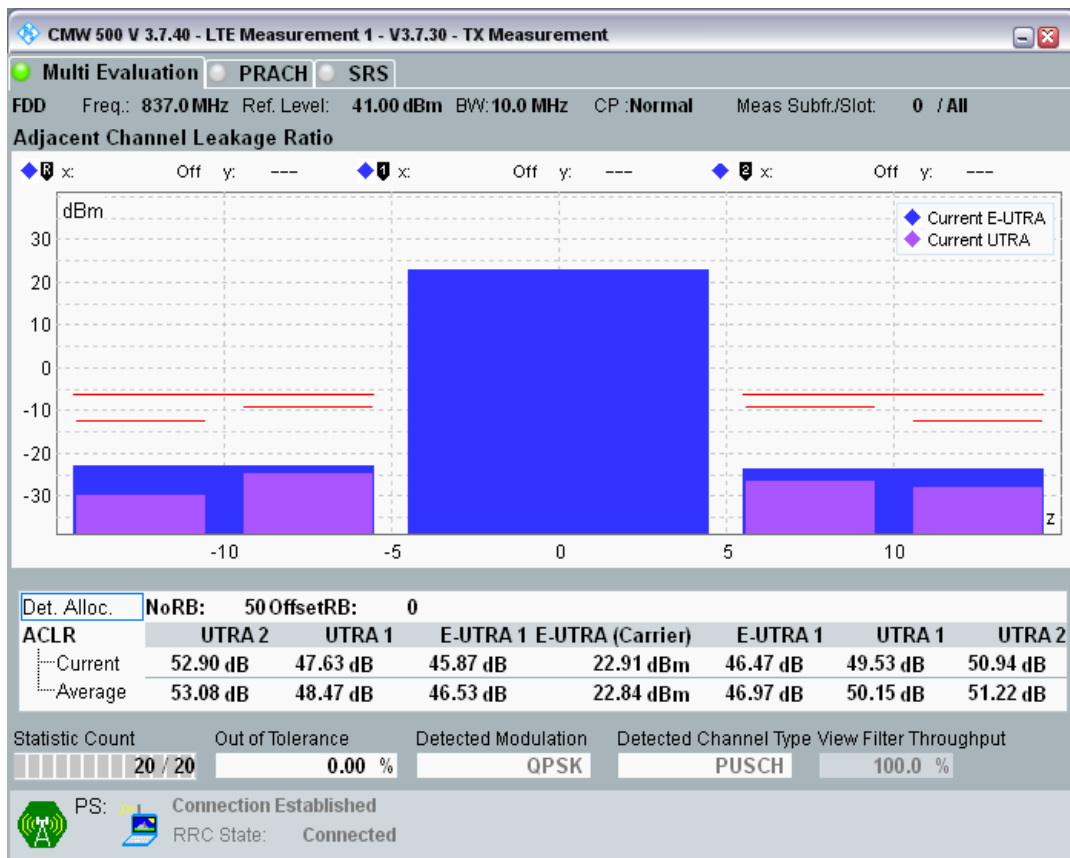 CMW 500 V 3.7.40 - LTE Measurement 1 - V3.7.30 - TX Measurement
Multi Evaluation PRACH SRS
FDD Freq.: 837.0 MHz Ref. Level: 41.00 dBm BW: 10.0 MHz CP :Normal Meas Subfr./Slot: 0 / All
Adjacent Channel Leakage Ratio
R x: Off y: --- 1 x: Off y: --- 2 x: Off y: ---
dBm
Current E-UTRA
Current UTRA
30
20
10
0
-10
-20
-30
z
-10 -5 0 5 10
Det. Alloc. NoRB: 50 OffsetRB: 0
ACLR UTRA 2 UTRA 1 E-UTRA 1 E-UTRA (Carrier) E-UTRA 1 UTRA 1 UTRA 2
Current 52.90 dB 47.63 dB 45.87 dB 22.91 dBm 46.47 dB 49.53 dB 50.94 dB
Average 53.08 dB 48.47 dB 46.53 dB 22.84 dBm 46.97 dB 50.15 dB 51.22 dB
Statistic Count Out of Tolerance Detected Modulation Detected Channel Type View Filter Throughput
20 / 20 0.00 % QPSK PUSCH 100.0 %
PS: Connection Established
RRC State: Connected